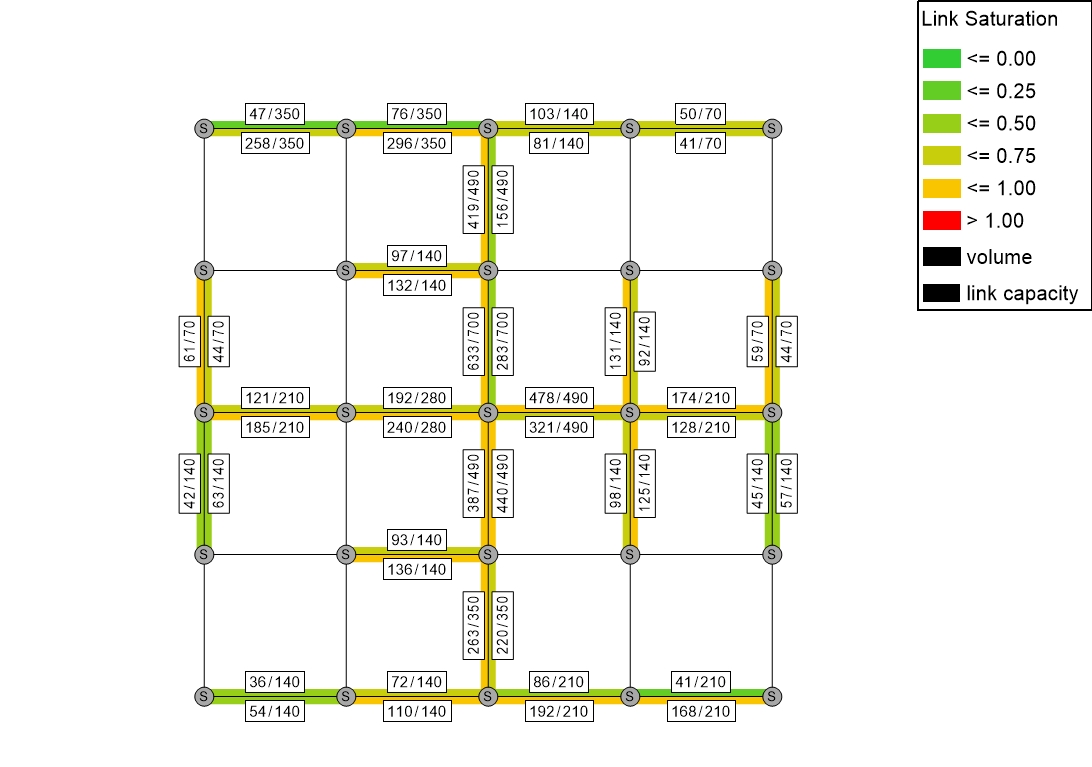 Link Saturation
<= 0.00
<= 0.25
<= 0.50
<= 0.75
<= 1.00
> 1.00
volume
link capacity
47/350
76/350
103/140
50/70
S
S
S
S
S
258/350
296/350
81/140
41/70
419/490
156/490
97/140
S
S
S
S
S
132/140
61/70
44/70
633/700
283/700
131/140
92/140
59/70
44/70
121/210
192/280
478/490
174/210
S
S
S
S
S
185/210
240/280
321/490
128/210
42/140
63/140
387/490
440/490
98/140
125/140
45/140
57/140
93/140
S
S
S
S
S
136/140
263/350
220/350
36/140
72/140
86/210
41/210
S
S
S
S
S
54/140
110/140
192/210
168/210